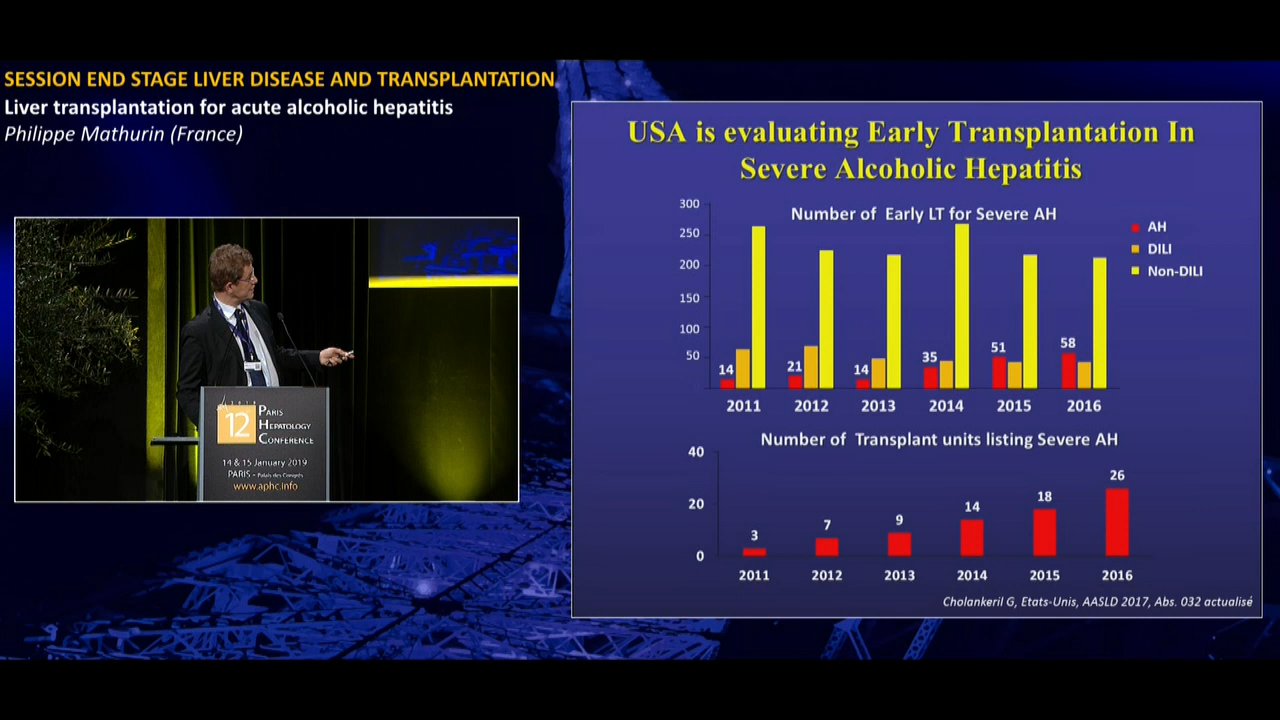 SESSION END STAGE LIVER DISEASE AND TRANSPLANTATION
Liver transplantation for acute alcoholic hepatitis
Philippe Mathurin (France)
12
PARIS
HEPATOLOGY
CONFERENCE
14 & 15 January 2019
PARIS - Palais des Congrès
www.aphc.info
USA is evaluating Early Transplantation In
Severe Alcoholic Hepatitis
Number of Early LT for Severe AH
300
250
200
150
100
50
14
21
14
35
51
58
2011
2012
2013
2014
2015
2016
AH
DILI
Non-DILI
Number of Transplant units listing Severe AH
40
20
0
3
7
9
14
18
26
2011
2012
2013
2014
2015
2016
Cholankeril G, Etats-Unis, AASLD 2017, Abs. 032 actualisé